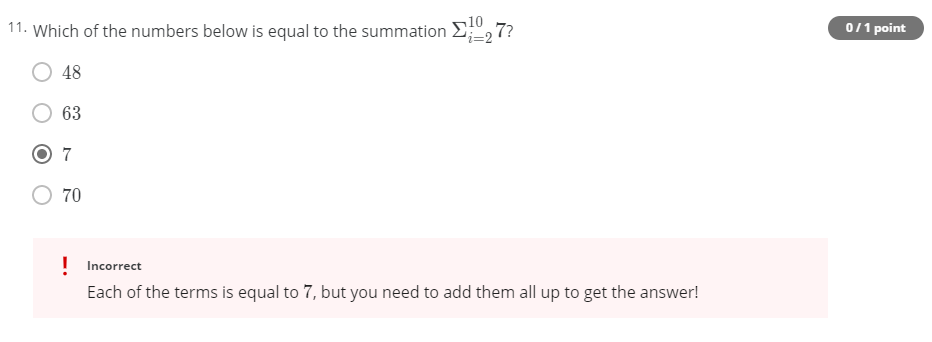 11. Which of the numbers below is equal to the summation Σ_{i=2}^{10} 7? 0 / 1 point
48
63
7
70
! Incorrect
Each of the terms is equal to 7, but you need to add them all up to get the answer!